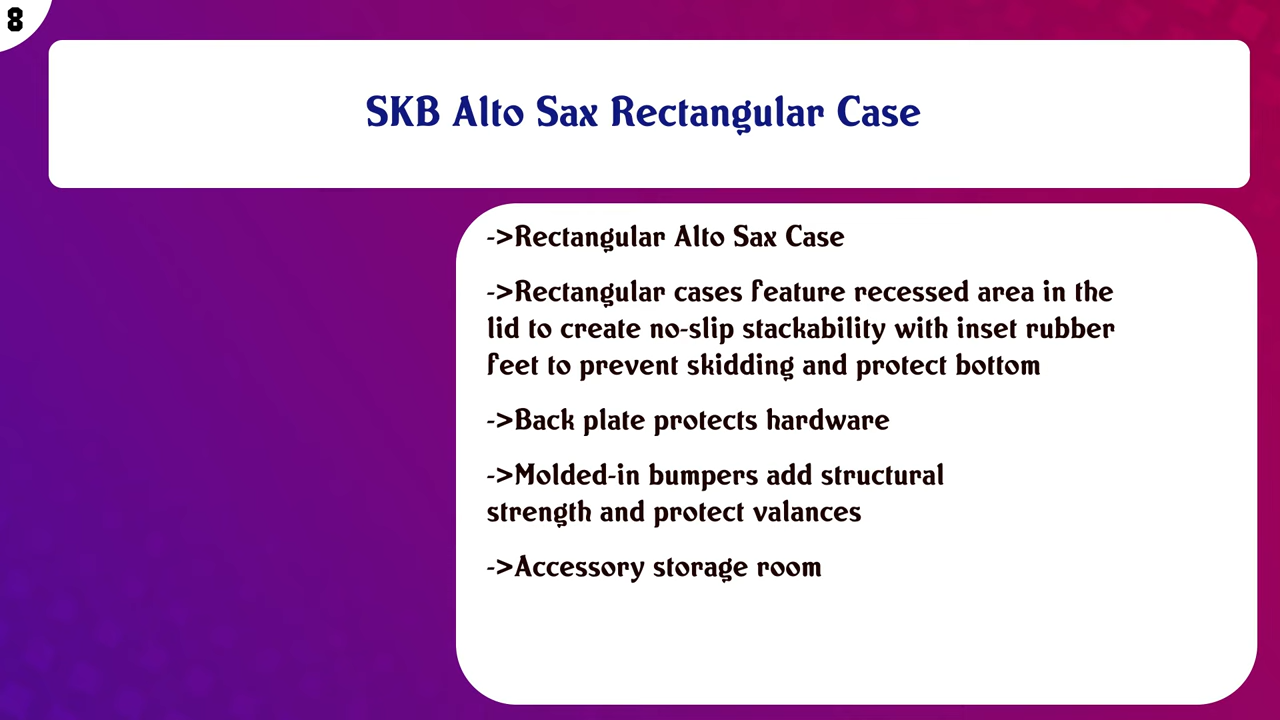 8
SKB Alto Sax Rectangular Case
->Rectangular Alto Sax Case
->Rectangular cases feature recessed area in the
lid to create no-slip stackability with inset rubber
feet to prevent skidding and protect bottom
->Back plate protects hardware
->Molded-in bumpers add structural
strength and protect valances
->Accessory storage room